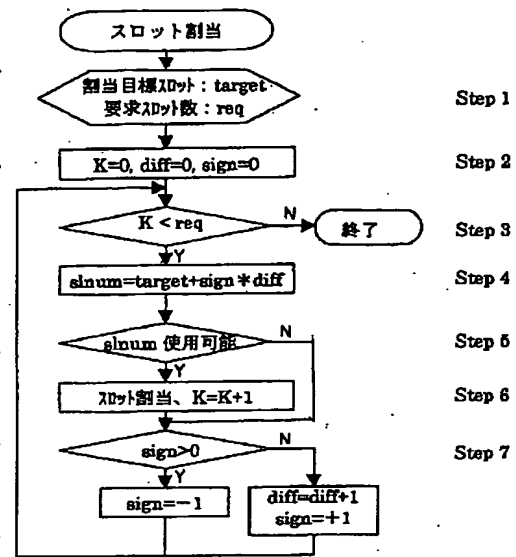 スロット割当
割当目標スロット：target
要求スロット数：req
Step 1
K=0, diff=0, sign=0
Step 2
K < req
N
終了
Step 3
Y
slnum=target+sign＊diff
Step 4
slnum 使用可能
N
Step 5
Y
スロット割当、K=K+1
Step 6
sign>0
N
Step 7
Y
sign=−1
diff=diff+1
sign=+1